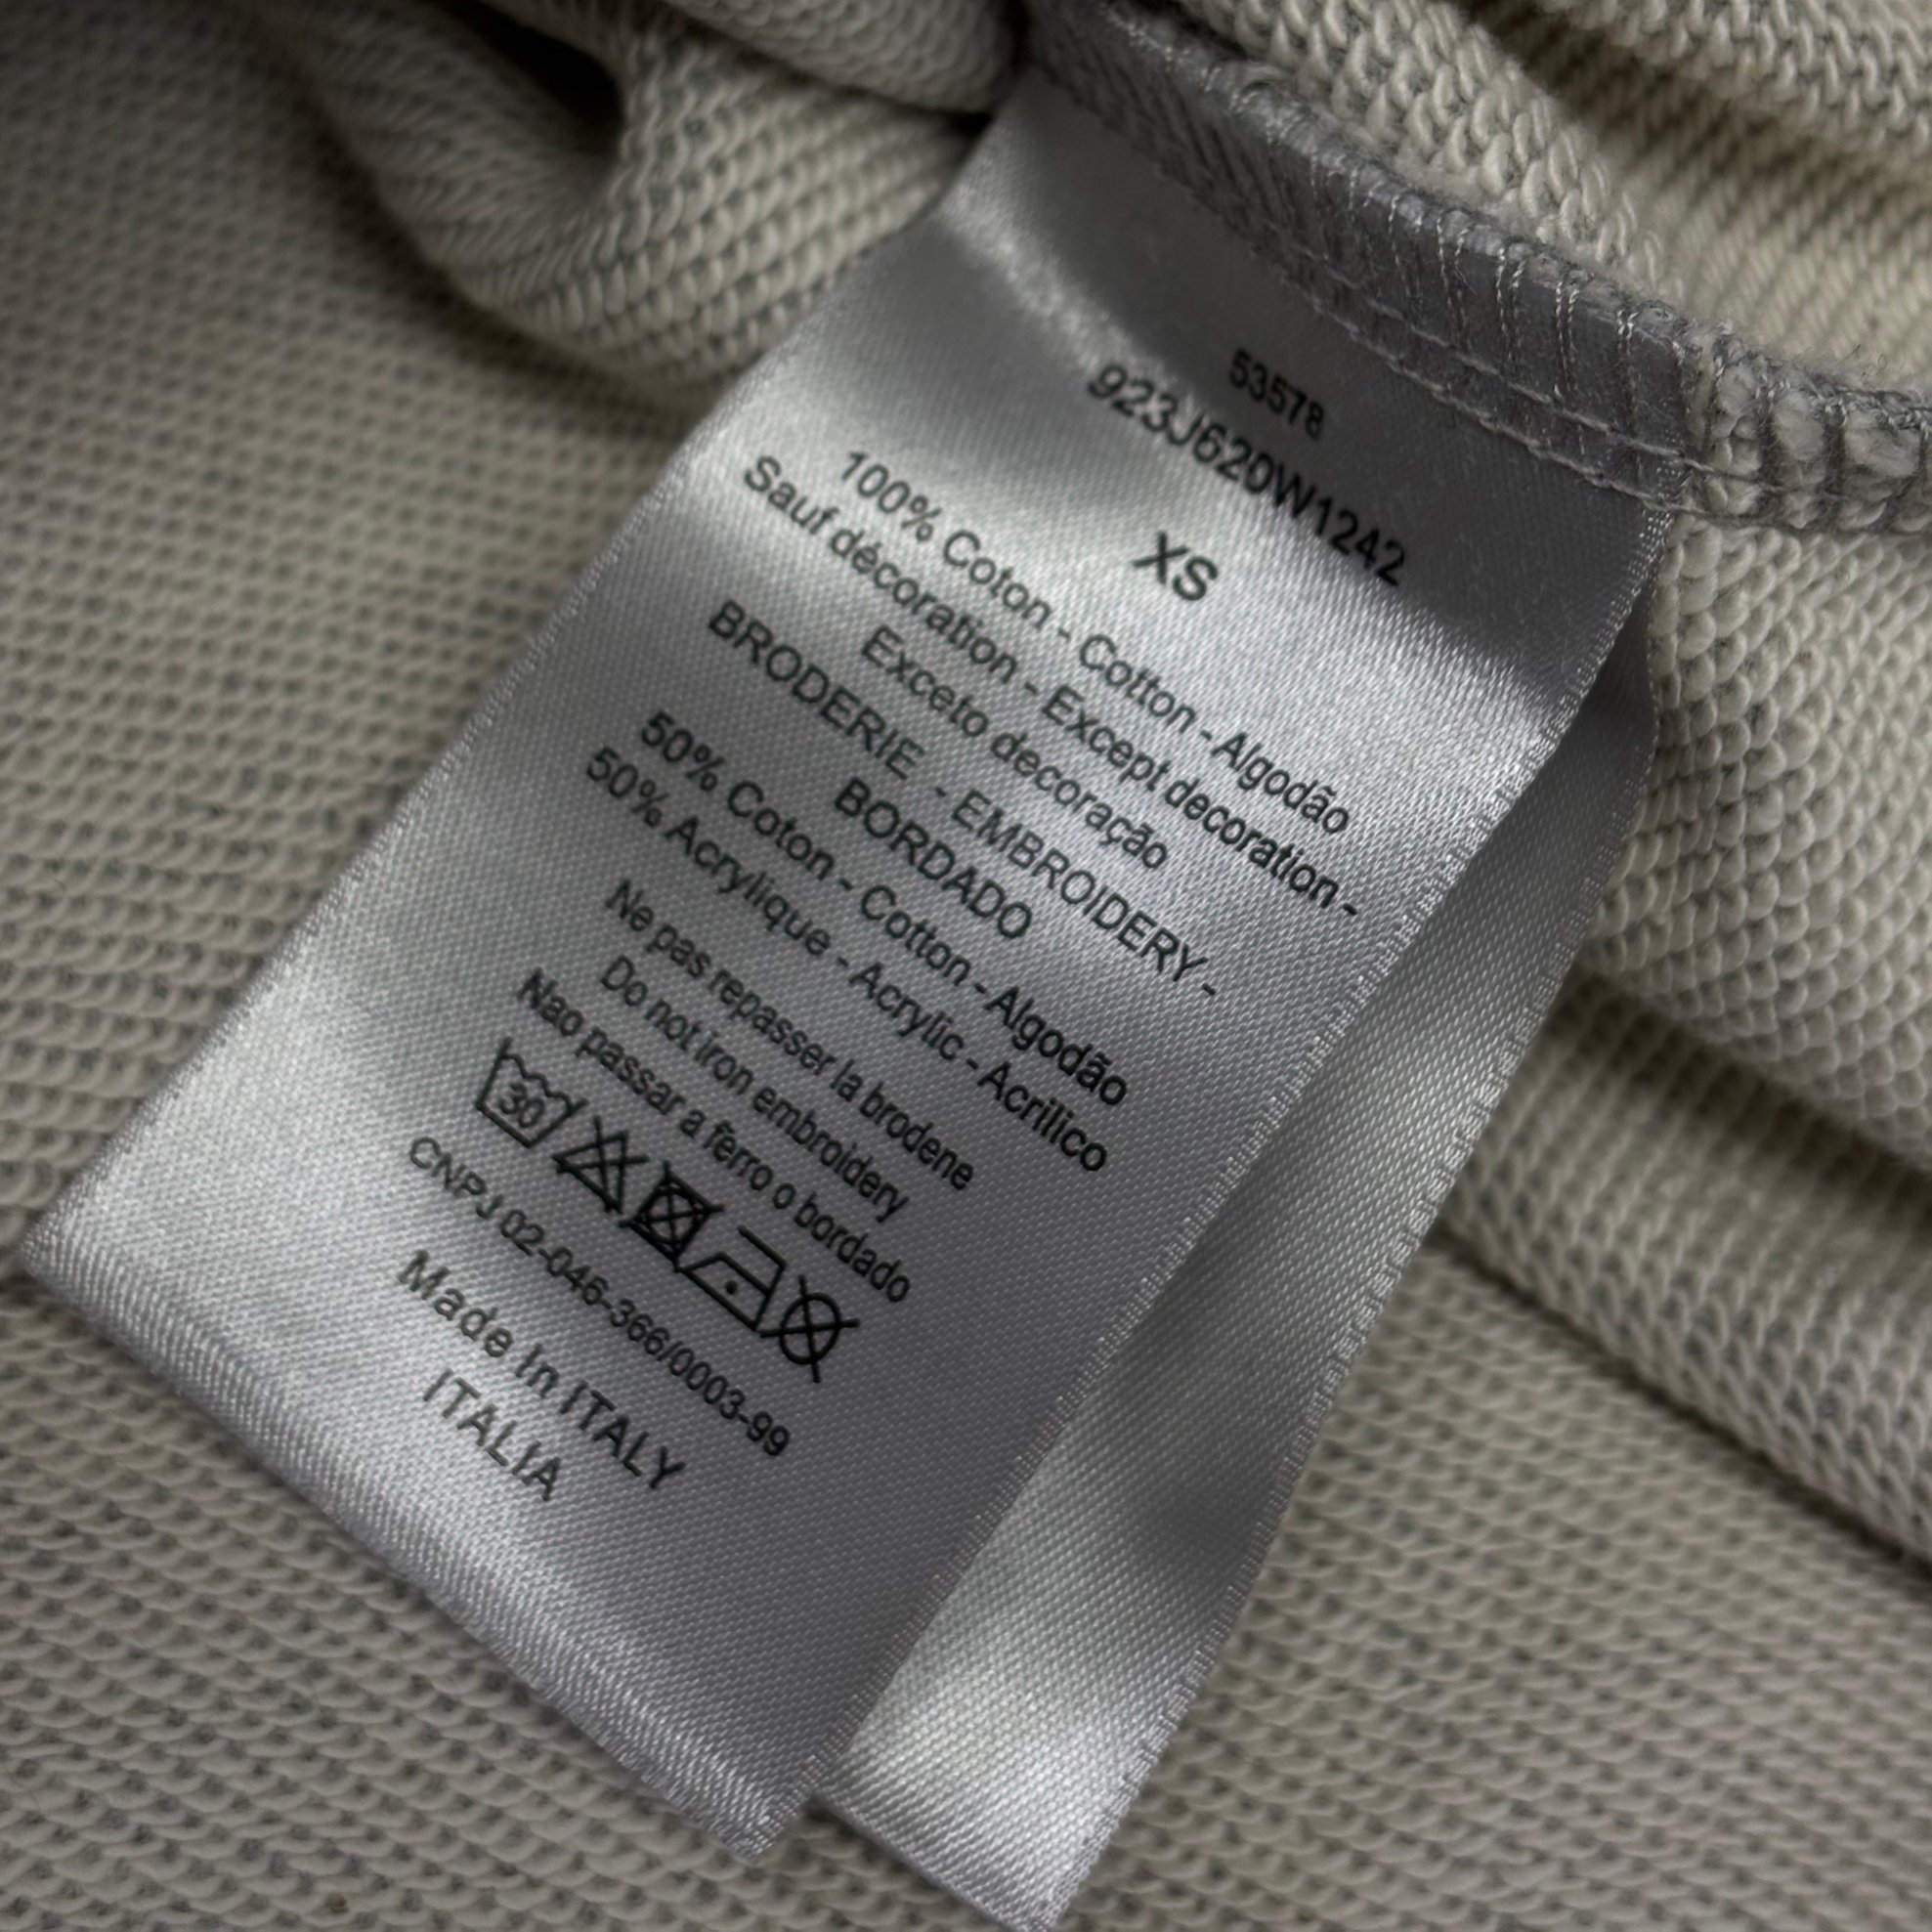 53578
923J620W1242
XS
100% Coton - Cotton - Algodão
Sauf décoration - Except decoration -
Exceto decoração
BRODERIE - EMBROIDERY -
BORDADO
50% Coton - Cotton - Algodão
50% Acrylique - Acrylic - Acrilico
Ne pas repasser la brodene
Do not iron embroidery
Nao passar a ferro o bordado
30
CNPJ 02-046-366/0003-99
Made In ITALY
ITALIA